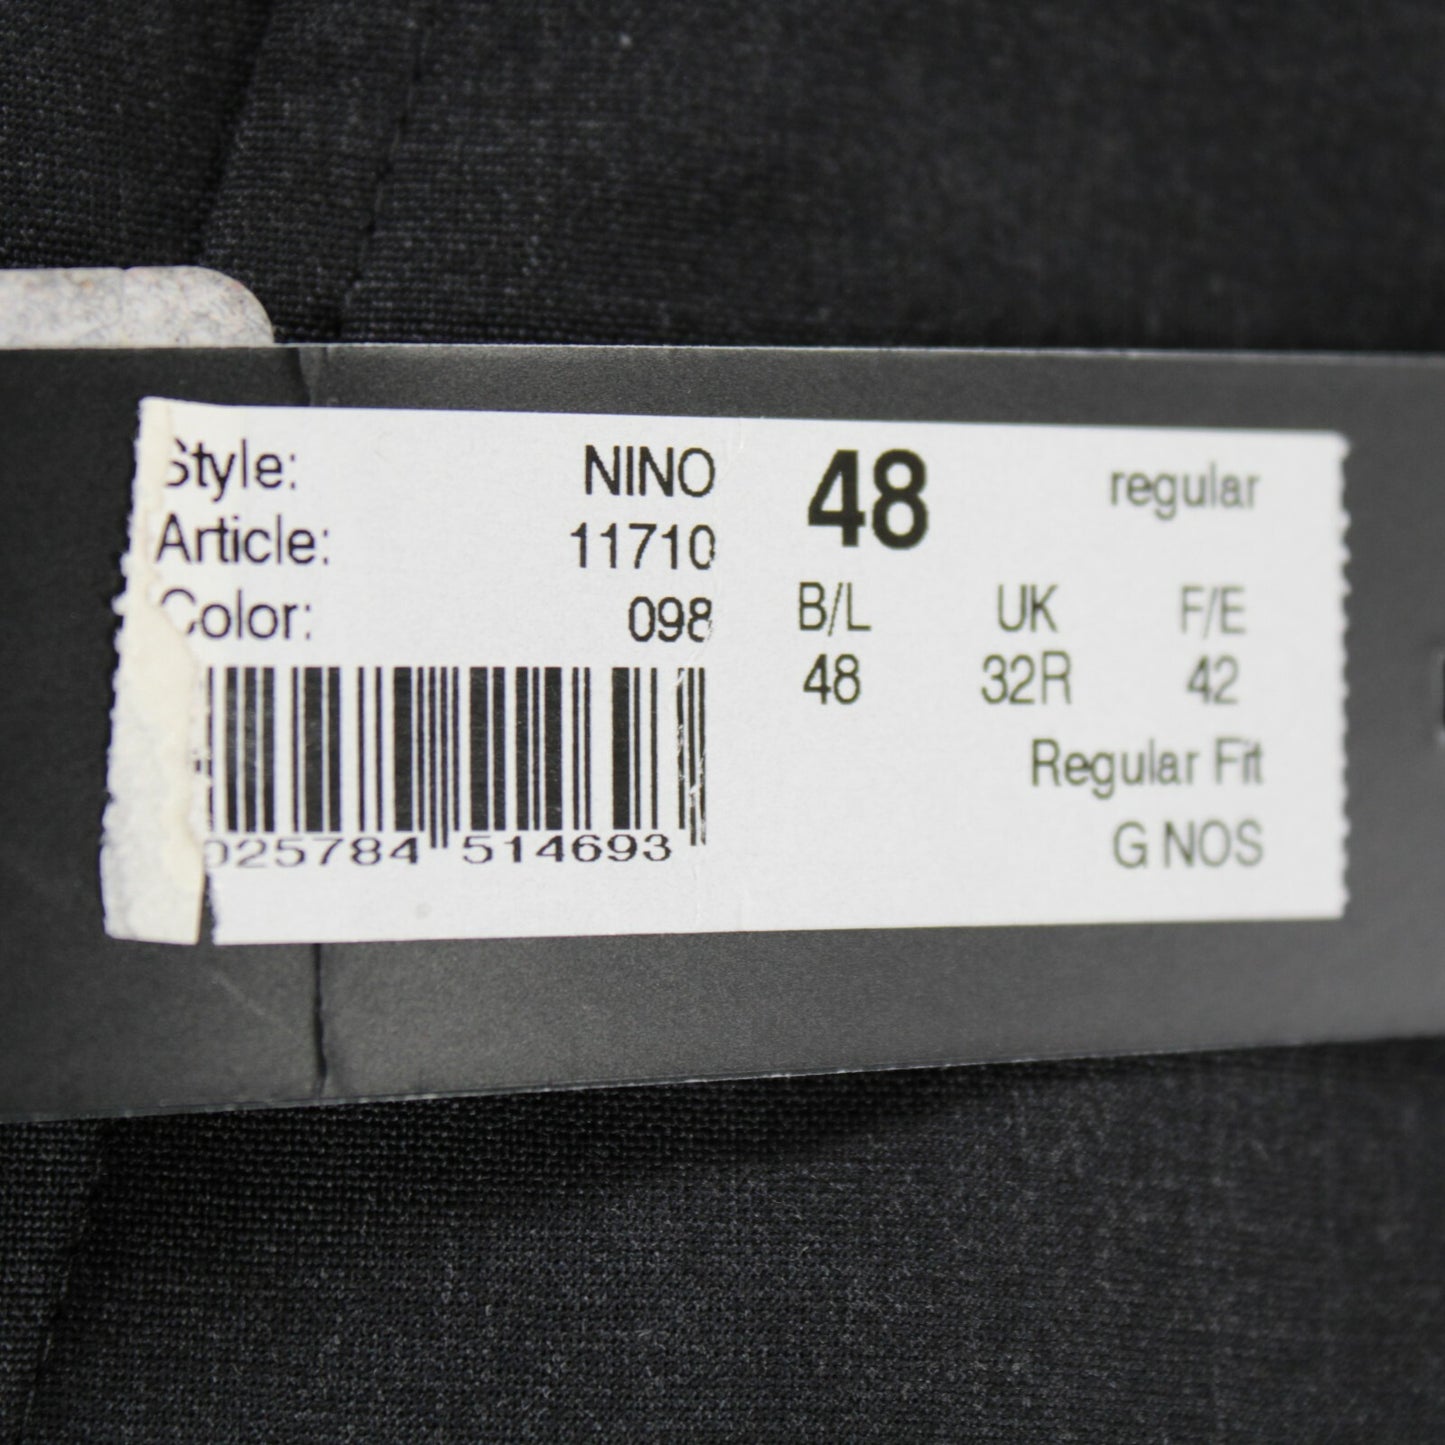 Style: NINO
Article: 11710
Color: 098
025784 514693
48 regular
B/L UK F/E
48 32R 42
Regular Fit
G NOS